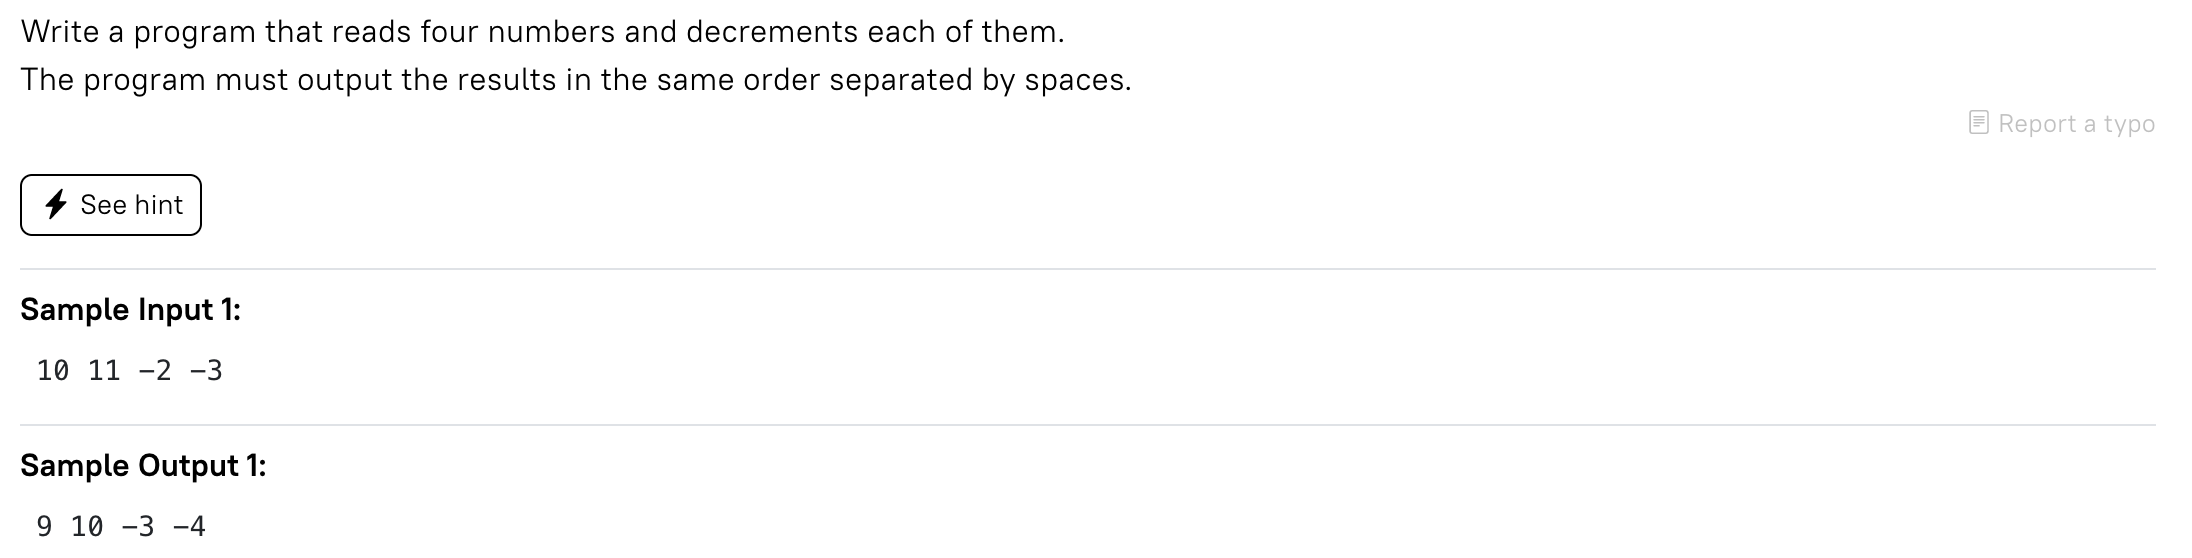 Write a program that reads four numbers and decrements each of them.
The program must output the results in the same order separated by spaces.
Report a typo
See hint
Sample Input 1:
10 11 -2 -3
Sample Output 1:
9 10 -3 -4